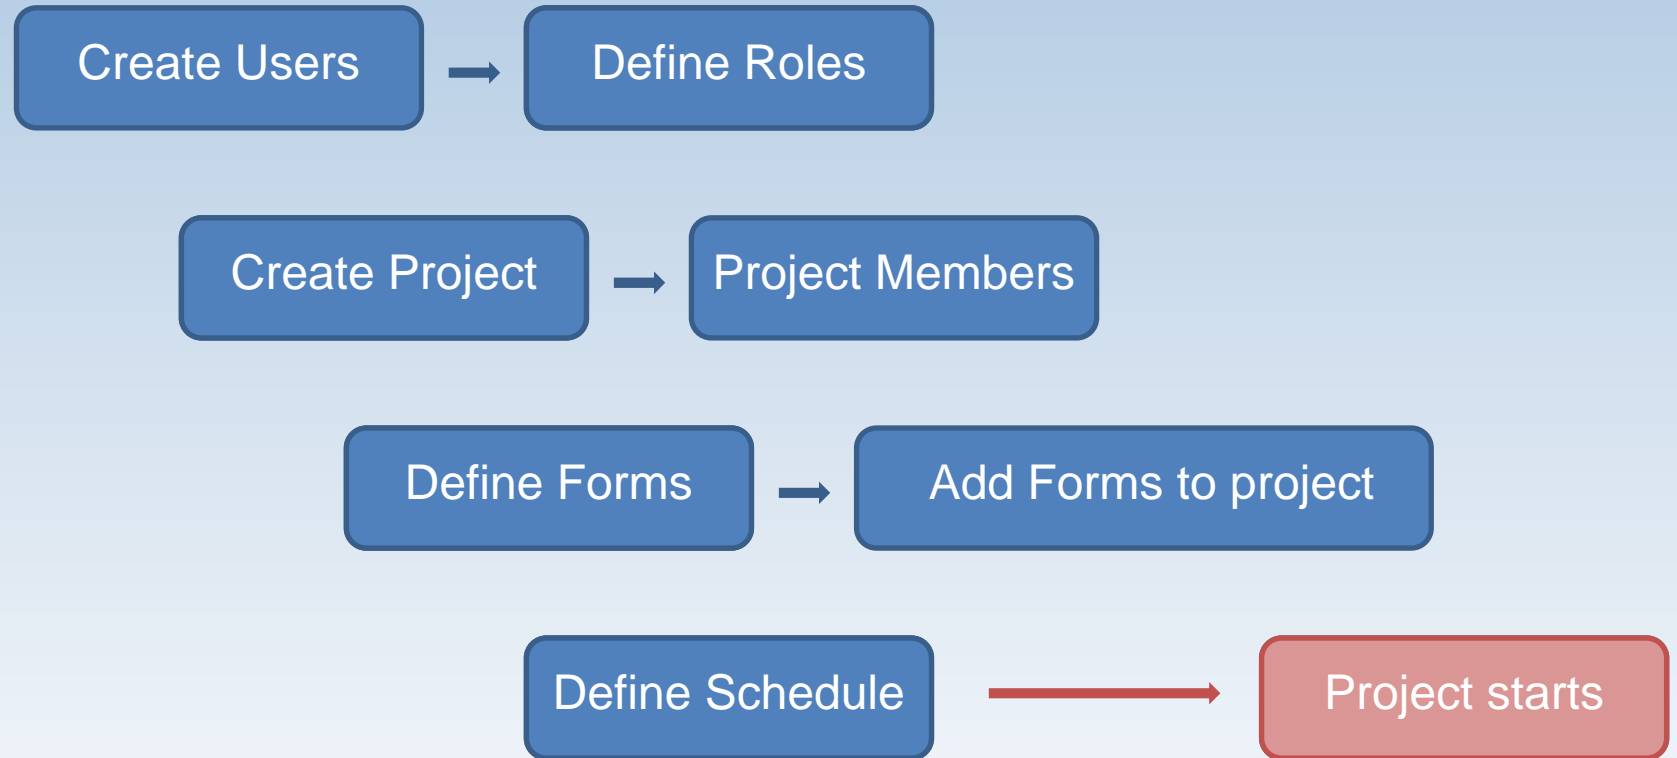 Create Users
Define Roles
Create Project
Project Members
Define Forms
Add Forms to project
Define Schedule
Project starts